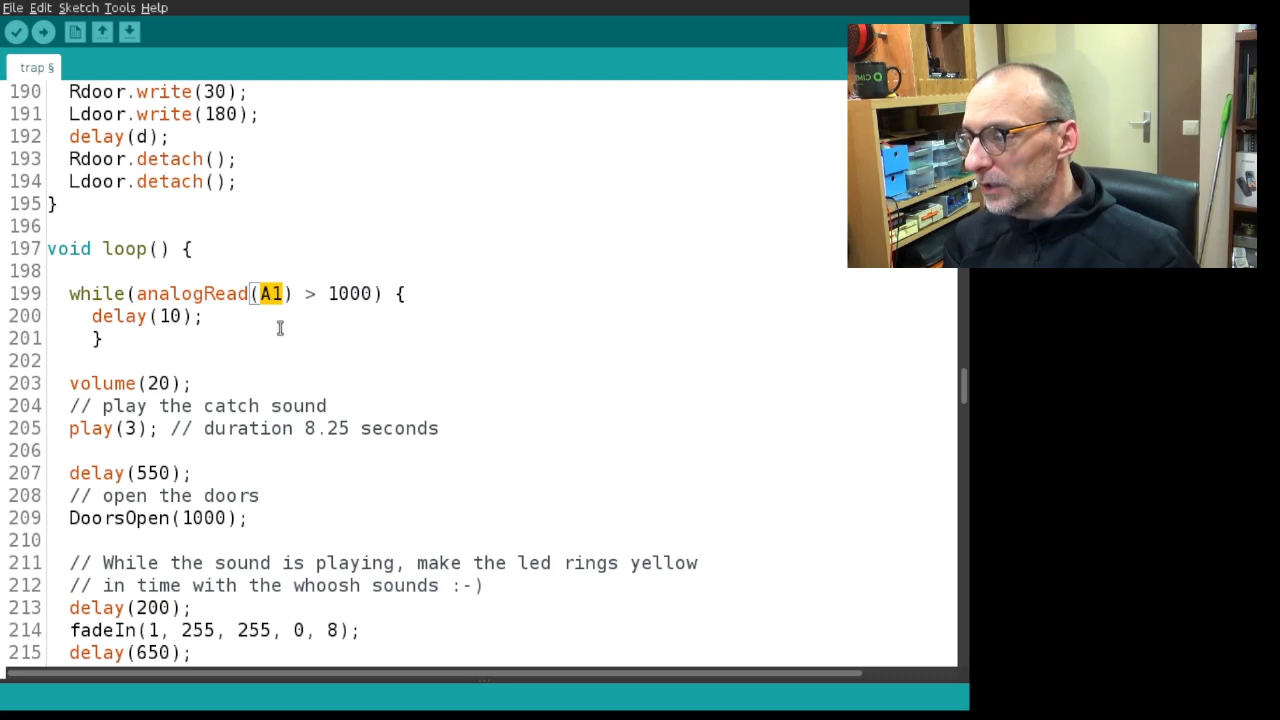 File Edit Sketch Tools Help
trap §
190 Rdoor.write(30);
191 Ldoor.write(180);
192 delay(d);
193 Rdoor.detach();
194 Ldoor.detach();
195 }
196
197 void loop() {
198
199 while(analogRead(A1) > 1000) {
200 delay(10);
201 }
202
203 volume(20);
204 // play the catch sound
205 play(3); // duration 8.25 seconds
206
207 delay(550);
208 // open the doors
209 DoorsOpen(1000);
210
211 // While the sound is playing, make the led rings yellow
212 // in time with the whoosh sounds :-)
213 delay(200);
214 fadeIn(1, 255, 255, 0, 8);
215 delay(650);